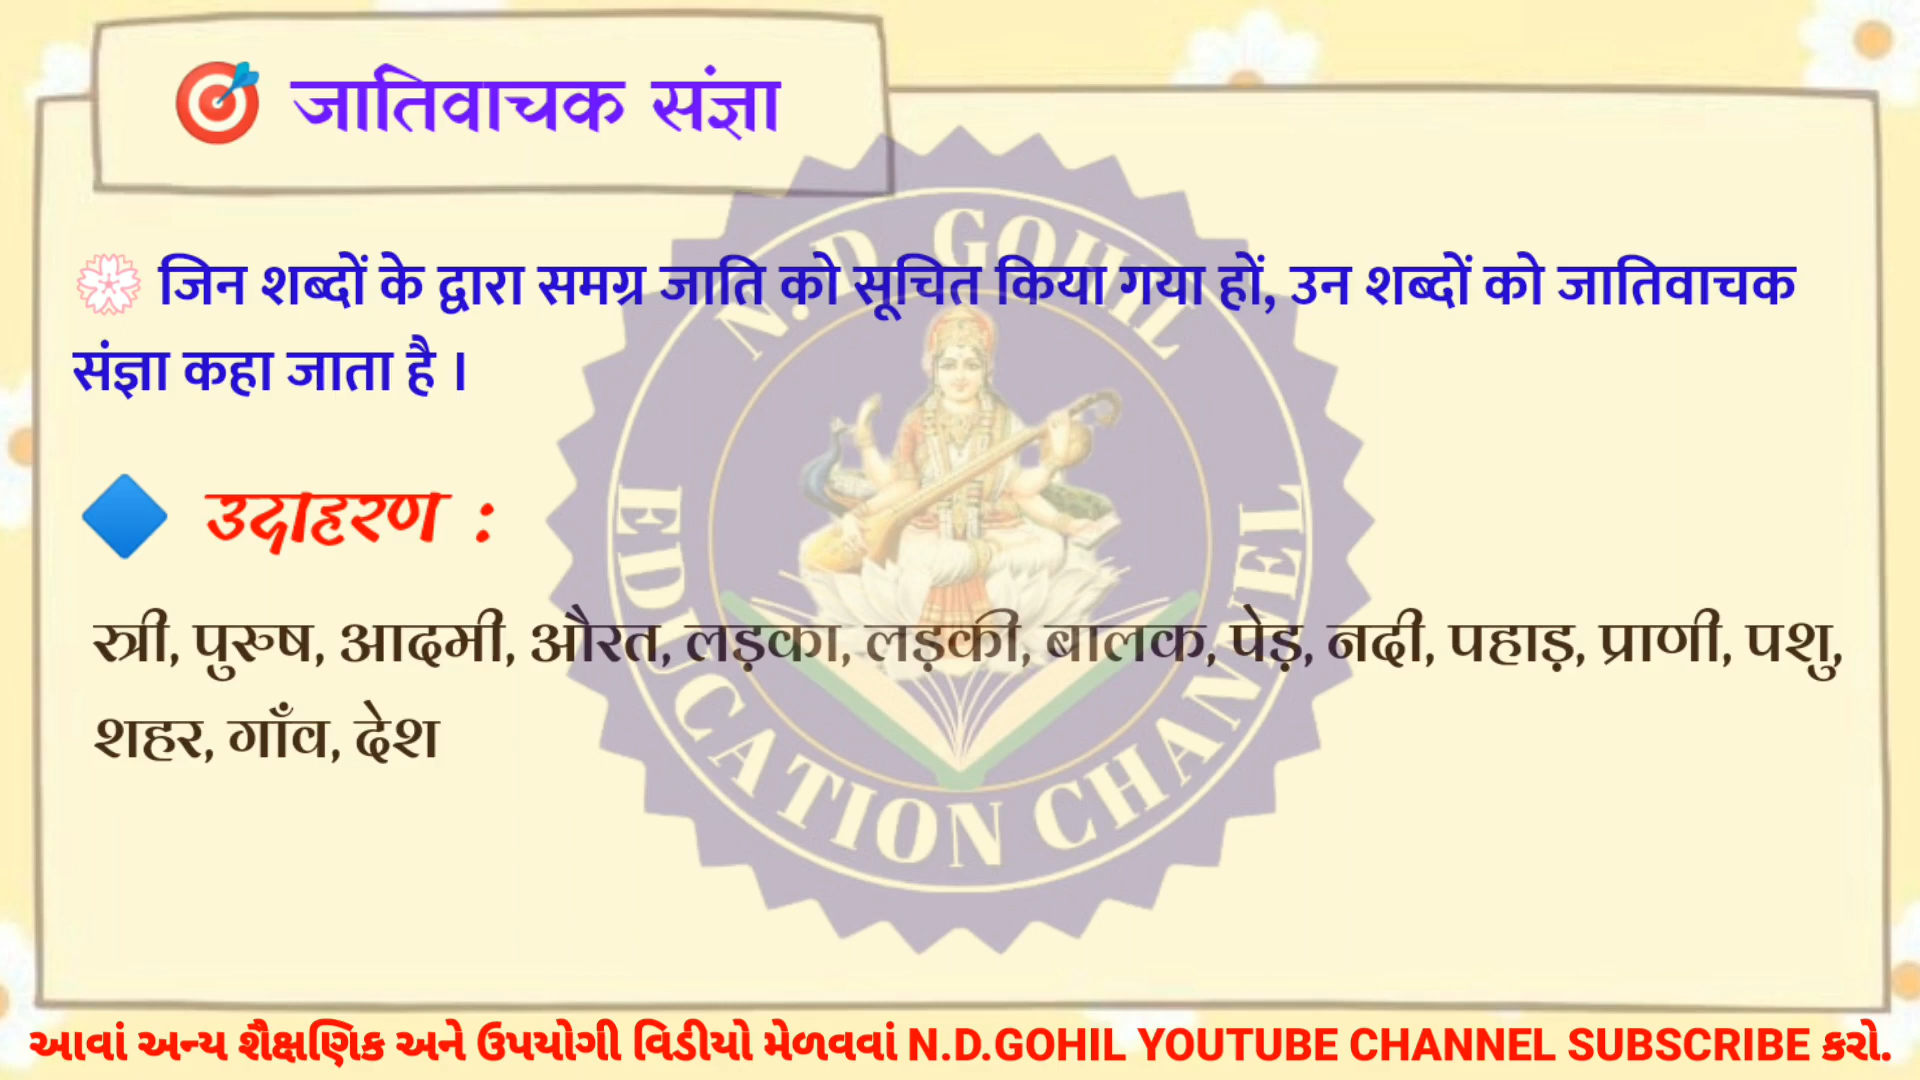 जातिवाचक संज्ञा
जिन शब्दों के द्वारा समग्र जाति को सूचित किया गया हों, उन शब्दों को जातिवाचक
संज्ञा कहा जाता है ।
उदाहरण :
स्त्री, पुरुष, आदमी, औरत, लड़का, लड़की, बालक, पेड़, नदी, पहाड़, प्राणी, पशु,
शहर, गाँव, देश
N. D. GOHIL
EDUCATION CHANNEL
આવાં અન્ય શૈક્ષણિક અને ઉપયોગી વિડીયો મેળવવાં N.D.GOHIL YOUTUBE CHANNEL SUBSCRIBE કરો.